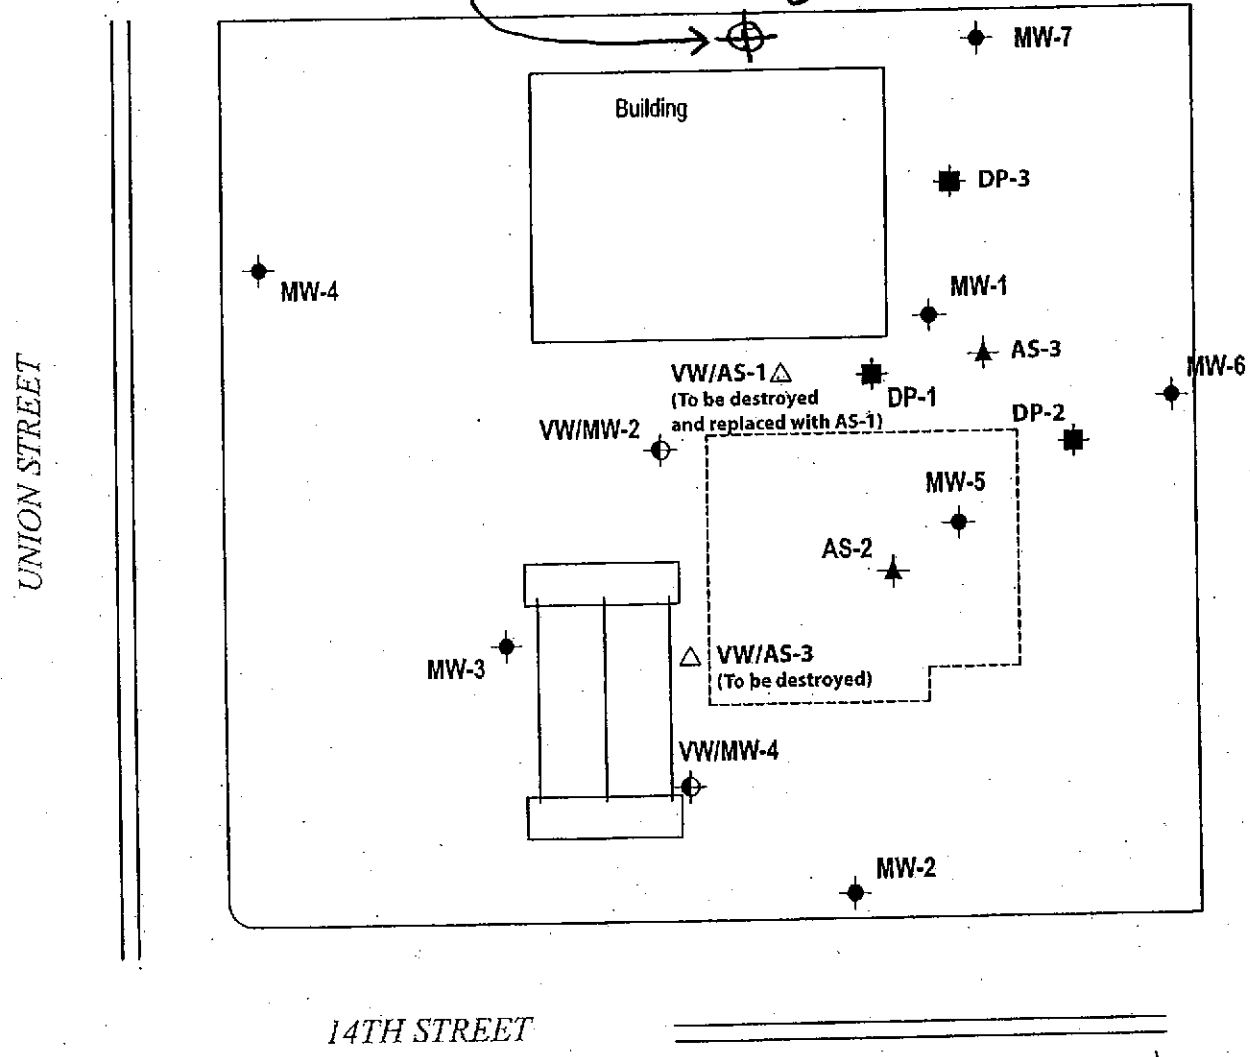 MW-7
Building
DP-3
MW-4
MW-1
AS-3
VW/AS-1
(To be destroyed
and replaced with AS-1)
DP-1
MW-6
DP-2
VW/MW-2
MW-5
AS-2
UNION STREET
MW-3
VW/AS-3
(To be destroyed)
VW/MW-4
MW-2
14TH STREET